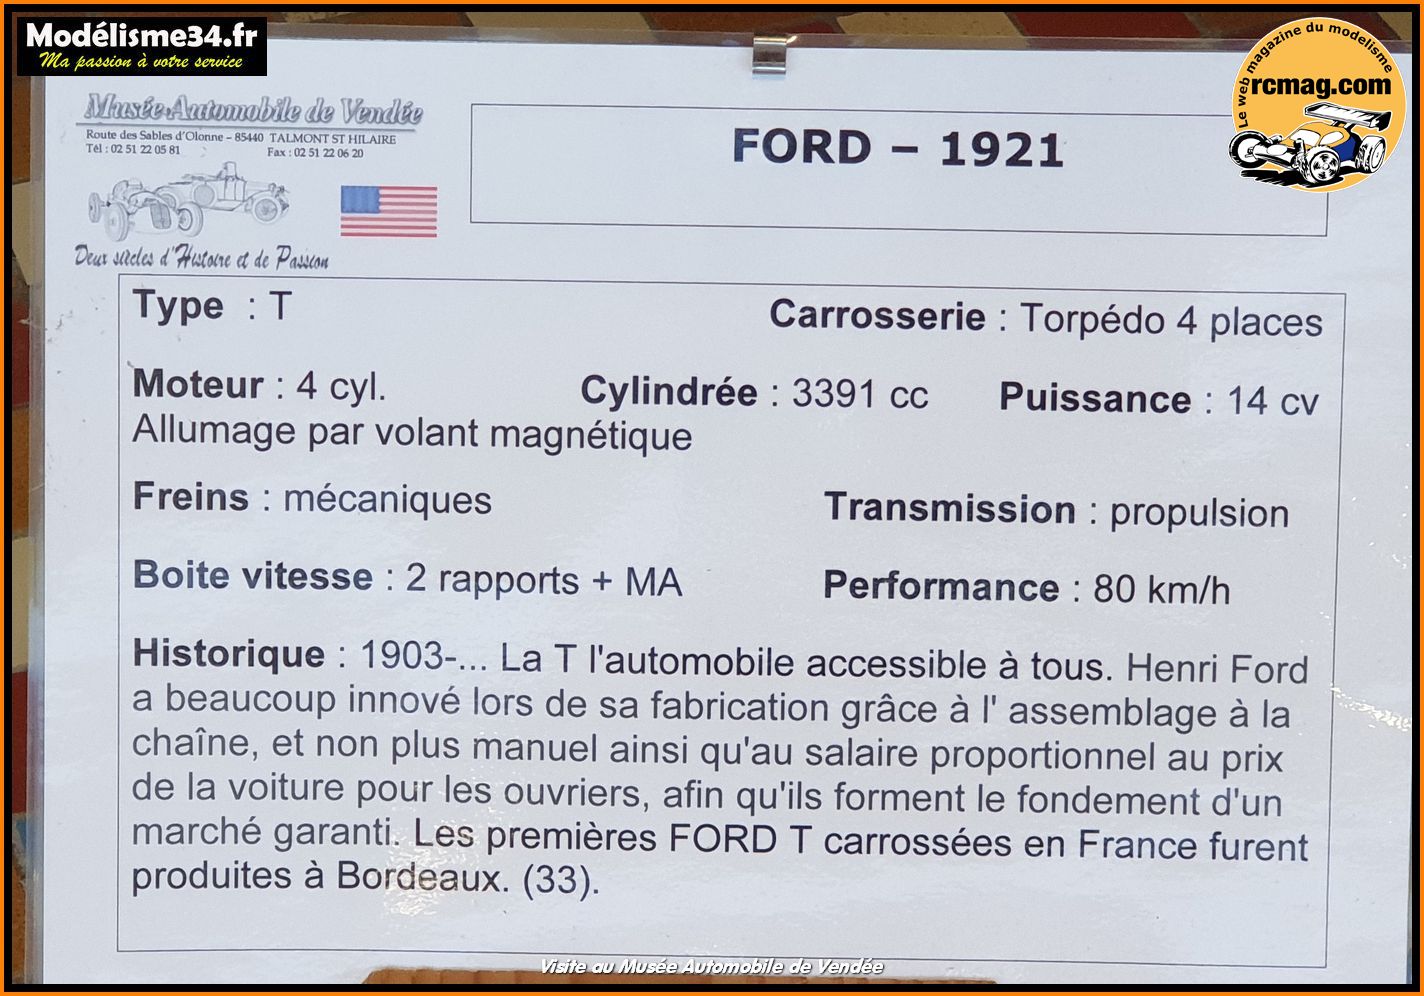 Modélisme34.fr
Ma passion à votre service
Le web magazine du modelisme
rcmag.com
Musée Automobile de Vendée
Route des Sables d'Olonne – 85440 TALMONT ST HILAIRE
Tél : 02 51 22 05 81 Fax : 02 51 22 06 20
Deux siècles d'Histoire et de Passion
FORD – 1921
Type : T Carrosserie : Torpédo 4 places
Moteur : 4 cyl. Cylindrée : 3391 cc Puissance : 14 cv
Allumage par volant magnétique
Freins : mécaniques Transmission : propulsion
Boite vitesse : 2 rapports + MA Performance : 80 km/h
Historique : 1903-... La T l'automobile accessible à tous. Henri Ford
a beaucoup innové lors de sa fabrication grâce à l' assemblage à la
chaîne, et non plus manuel ainsi qu'au salaire proportionnel au prix
de la voiture pour les ouvriers, afin qu'ils forment le fondement d'un
marché garanti. Les premières FORD T carrossées en France furent
produites à Bordeaux. (33).
Visite au Musée Automobile de Vendée